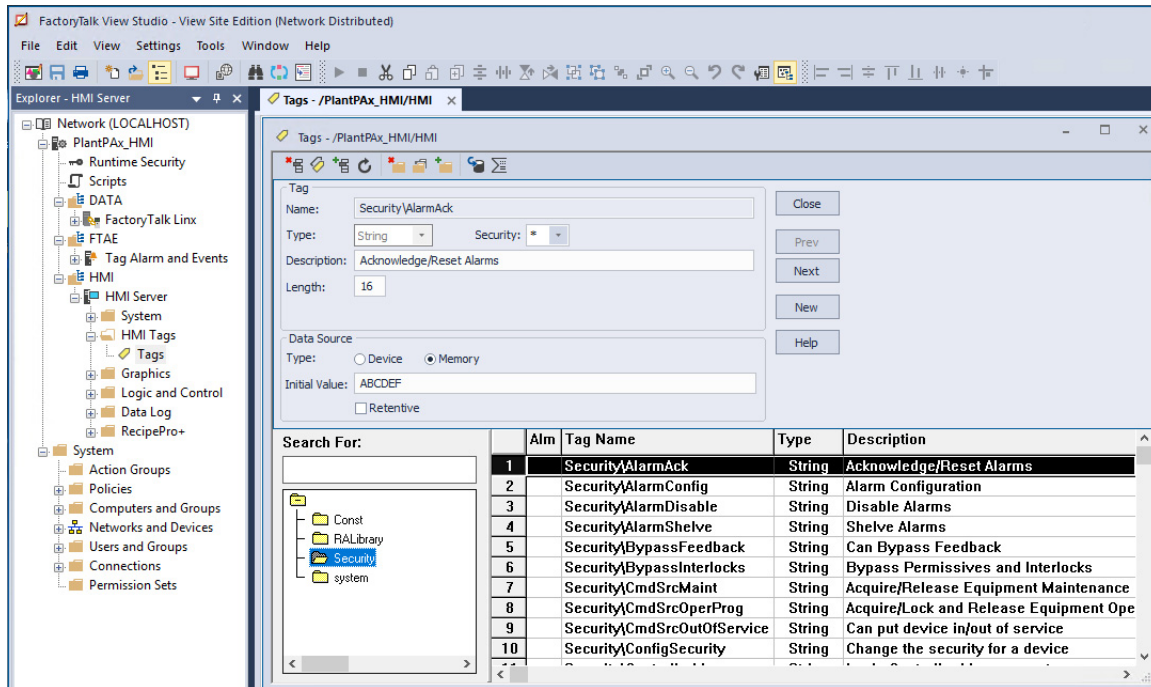 FactoryTalk View Studio - View Site Edition (Network Distributed)
File Edit View Settings Tools Window Help
Explorer - HMI Server
Network (LOCALHOST)
PlantPAx_HMI
Runtime Security
Scripts
DATA
FactoryTalk Linx
FTAE
Tag Alarm and Events
HMI
HMI Server
System
HMI Tags
Tags
Graphics
Logic and Control
Data Log
RecipePro+
System
Action Groups
Policies
Computers and Groups
Networks and Devices
Users and Groups
Connections
Permission Sets
Tags - /PlantPAx_HMI/HMI
Tags - /PlantPAx_HMI/HMI
Tag
Name: Security\AlarmAck
Type: String Security: *
Description: Acknowledge/Reset Alarms
Length: 16
Data Source
Type: Device Memory
Initial Value: ABCDEF
Retentive
Close
Prev
Next
New
Help
Search For:
Const
RALibrary
Security
system
Alm Tag Name Type Description
1 Security\AlarmAck String Acknowledge/Reset Alarms
2 Security\AlarmConfig String Alarm Configuration
3 Security\AlarmDisable String Disable Alarms
4 Security\AlarmShelve String Shelve Alarms
5 Security\BypassFeedback String Can Bypass Feedback
6 Security\BypassInterlocks String Bypass Permissives and Interlocks
7 Security\CmdSrcMaint String Acquire/Release Equipment Maintenance
8 Security\CmdSrcOperProg String Acquire/Lock and Release Equipment Ope
9 Security\CmdSrcOutOfService String Can put device in/out of service
10 Security\ConfigSecurity String Change the security for a device